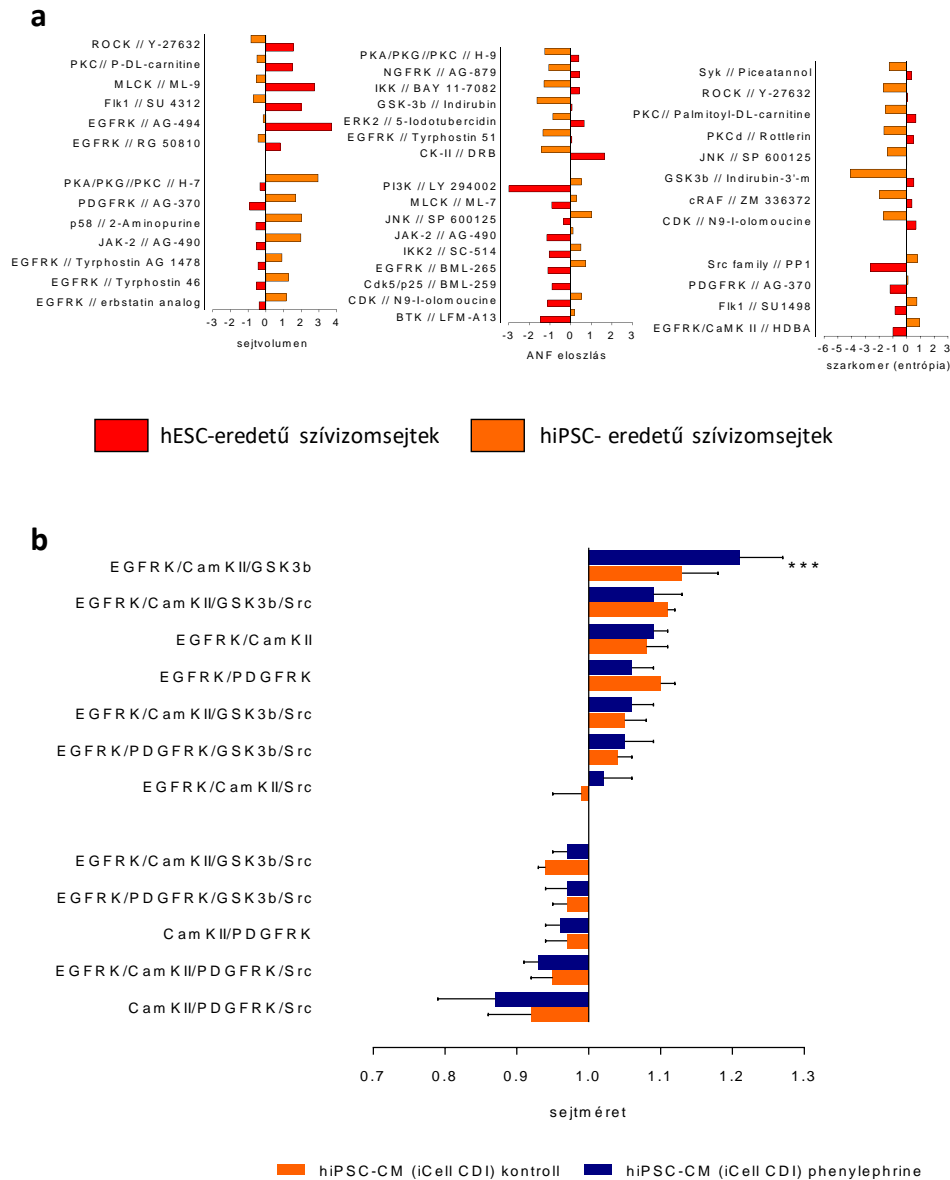 a
ROCK // Y-27632
PKC// P-DL-carnitine
MLCK // ML-9
Flk1 // SU 4312
EGFRK // AG-494
EGFRK // RG 50810
PKA/PKG//PKC // H-7
PDGFRK // AG-370
p58 // 2-Aminopurine
JAK-2 // AG-490
EGFRK // Tyrphostin AG 1478
EGFRK // Tyrphostin 46
EGFRK // erbstatin analog
-3 -2 -1 0 1 2 3 4
sejtvolumen
PKA/PKG//PKC // H-9
NGFRK // AG-879
IKK // BAY 11-7082
GSK-3b // Indirubin
ERK2 // 5-Iodotubercidin
EGFRK // Tyrphostin 51
CK-II // DRB
PI3K // LY 294002
MLCK // ML-7
JNK // SP 600125
JAK-2 // AG-490
IKK2 // SC-514
EGFRK // BML-265
Cdk5/p25 // BML-259
CDK // N9-I-olomoucine
BTK // LFM-A13
-3 -2 -1 0 1 2 3
ANF eloszlás
Syk // Piceatannol
ROCK // Y-27632
PKC// Palmitoyl-DL-carnitine
PKCd // Rottlerin
JNK // SP 600125
GSK3b // Indirubin-3'-m
cRAF // ZM 336372
CDK // N9-I-olomoucine
Src family // PP1
PDGFRK // AG-370
Flk1 // SU1498
EGFRK/CaMK II // HDBA
-6 -5 -4 -3 -2 -1 0 1 2 3
szarkomer (entrópia)
hESC-eredetű szívizomsejtek
hiPSC- eredetű szívizomsejtek
b
EGFRK/CamKII/GSK3b
***
EGFRK/CamKII/GSK3b/Src
EGFRK/CamKII
EGFRK/PDGFRK
EGFRK/CamKII/GSK3b/Src
EGFRK/PDGFRK/GSK3b/Src
EGFRK/CamKII/Src
EGFRK/CamKII/GSK3b/Src
EGFRK/PDGFRK/GSK3b/Src
CamKII/PDGFRK
EGFRK/CamKII/PDGFRK/Src
CamKII/PDGFRK/Src
0.7 0.8 0.9 1.0 1.1 1.2 1.3
sejtméret
hiPSC-CM (iCell CDI) kontroll
hiPSC-CM (iCell CDI) phenylephrine